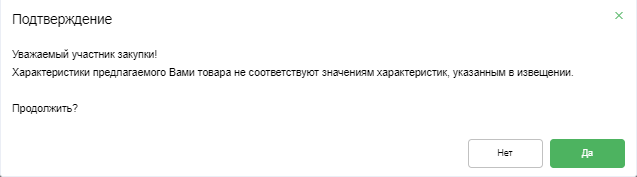 Подтверждение
Уважаемый участник закупки!
Характеристики предлагаемого Вами товара не соответствуют значениям характеристик, указанным в извещении.
Продолжить?
Нет
Да